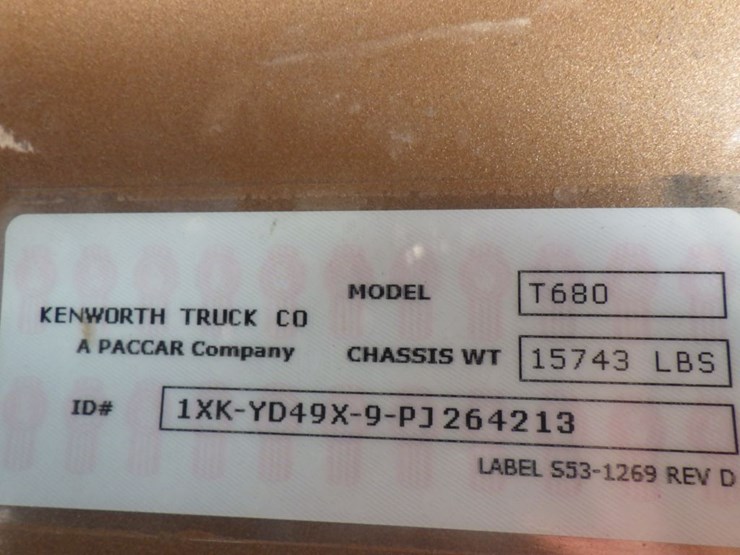 KENWORTH TRUCK CO
A PACCAR Company
MODEL T680
CHASSIS WT 15743 LBS
ID# 1XK-YD49X-9-PJ264213
LABEL S53-1269 REV D